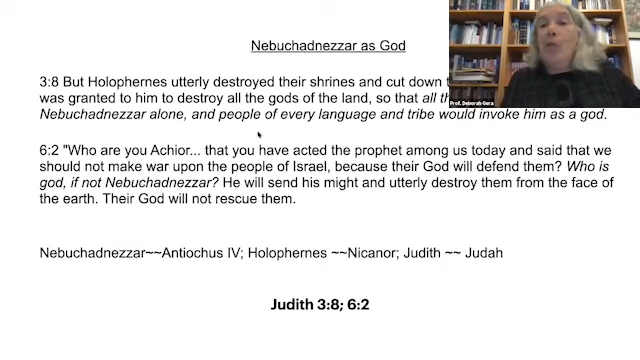 Nebuchadnezzar as God
3:8 But Holophernes utterly destroyed their shrines and cut down
was granted to him to destroy all the gods of the land, so that all
Nebuchadnezzar alone, and people of every language and tribe would invoke him as a god.
Prof. Deborah Gera
6:2 "Who are you Achior... that you have acted the prophet among us today and said that we
should not make war upon the people of Israel, because their God will defend them? Who is
god, if not Nebuchadnezzar? He will send his might and utterly destroy them from the face of
the earth. Their God will not rescue them.
Nebuchadnezzar~~Antiochus IV; Holophernes ~~Nicanor; Judith ~~ Judah
Judith 3:8; 6:2